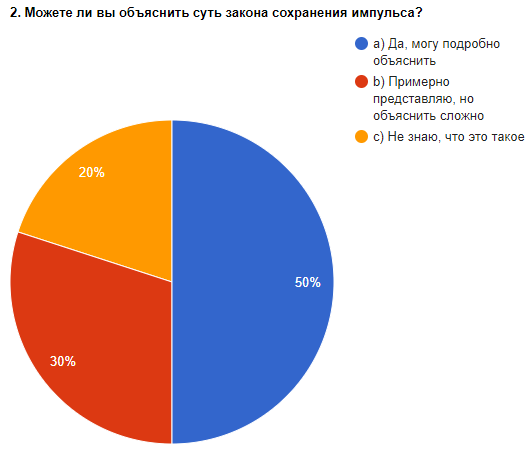 2. Можете ли вы объяснить суть закона сохранения импульса?
a) Да, могу подробно
объяснить
b) Примерно
представляю, но
объяснить сложно
c) Не знаю, что это такое
20%
50%
30%